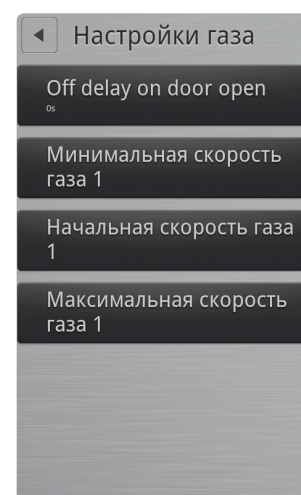 Настройки газа
Off delay on door open
0s
Минимальная скорость
газа 1
Начальная скорость газа
1
Максимальная скорость
газа 1